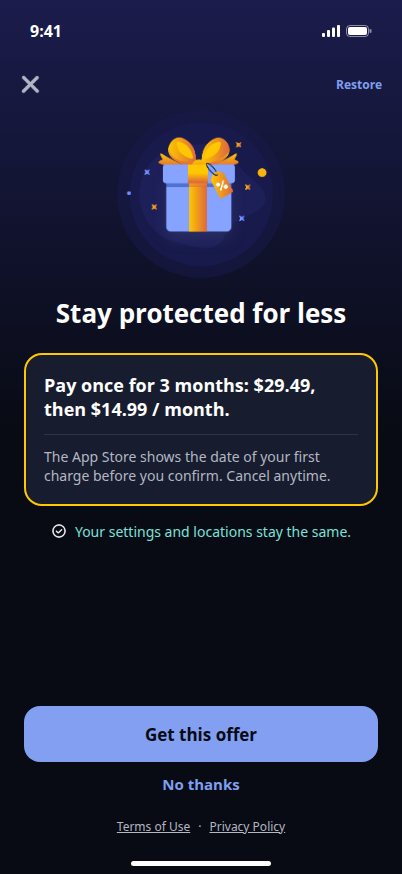 9:41
Restore
%
Stay protected for less
Pay once for 3 months: $29.49,
then $14.99 / month.
The App Store shows the date of your first
charge before you confirm. Cancel anytime.
Your settings and locations stay the same.
Get this offer
No thanks
Terms of Use · Privacy Policy